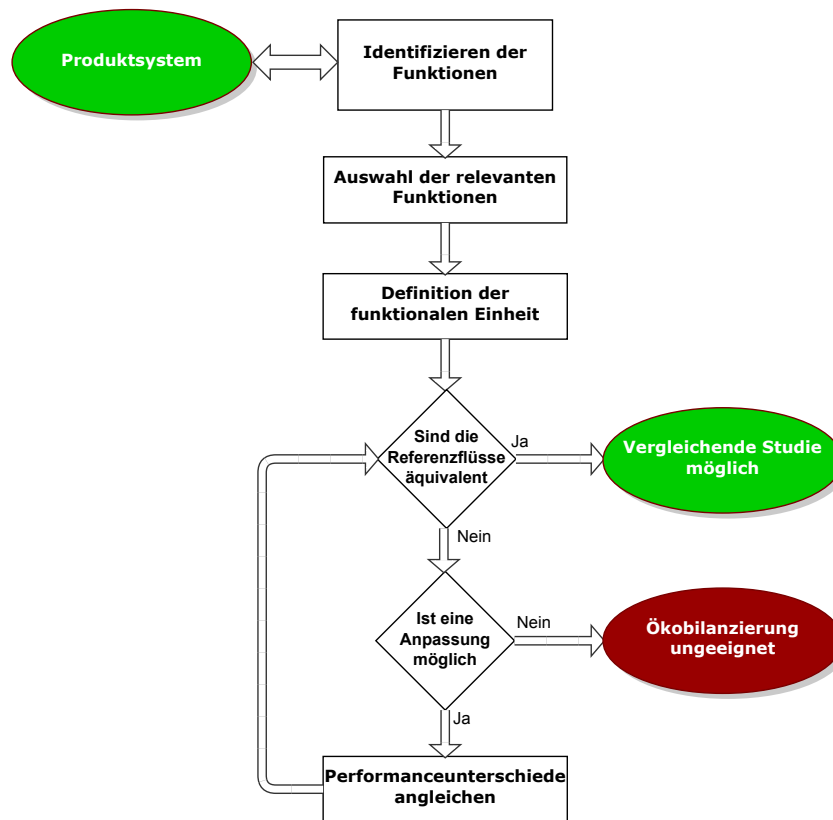 Produktsystem
Identifizieren der
Funktionen
Auswahl der relevanten
Funktionen
Definition der
funktionalen Einheit
Sind die
Referenzflüsse
äquivalent
Ja
Vergleichende Studie
möglich
Nein
Ist eine
Anpassung
möglich
Nein
Ökobilanzierung
ungeeignet
Ja
Performanceunterschiede
angleichen